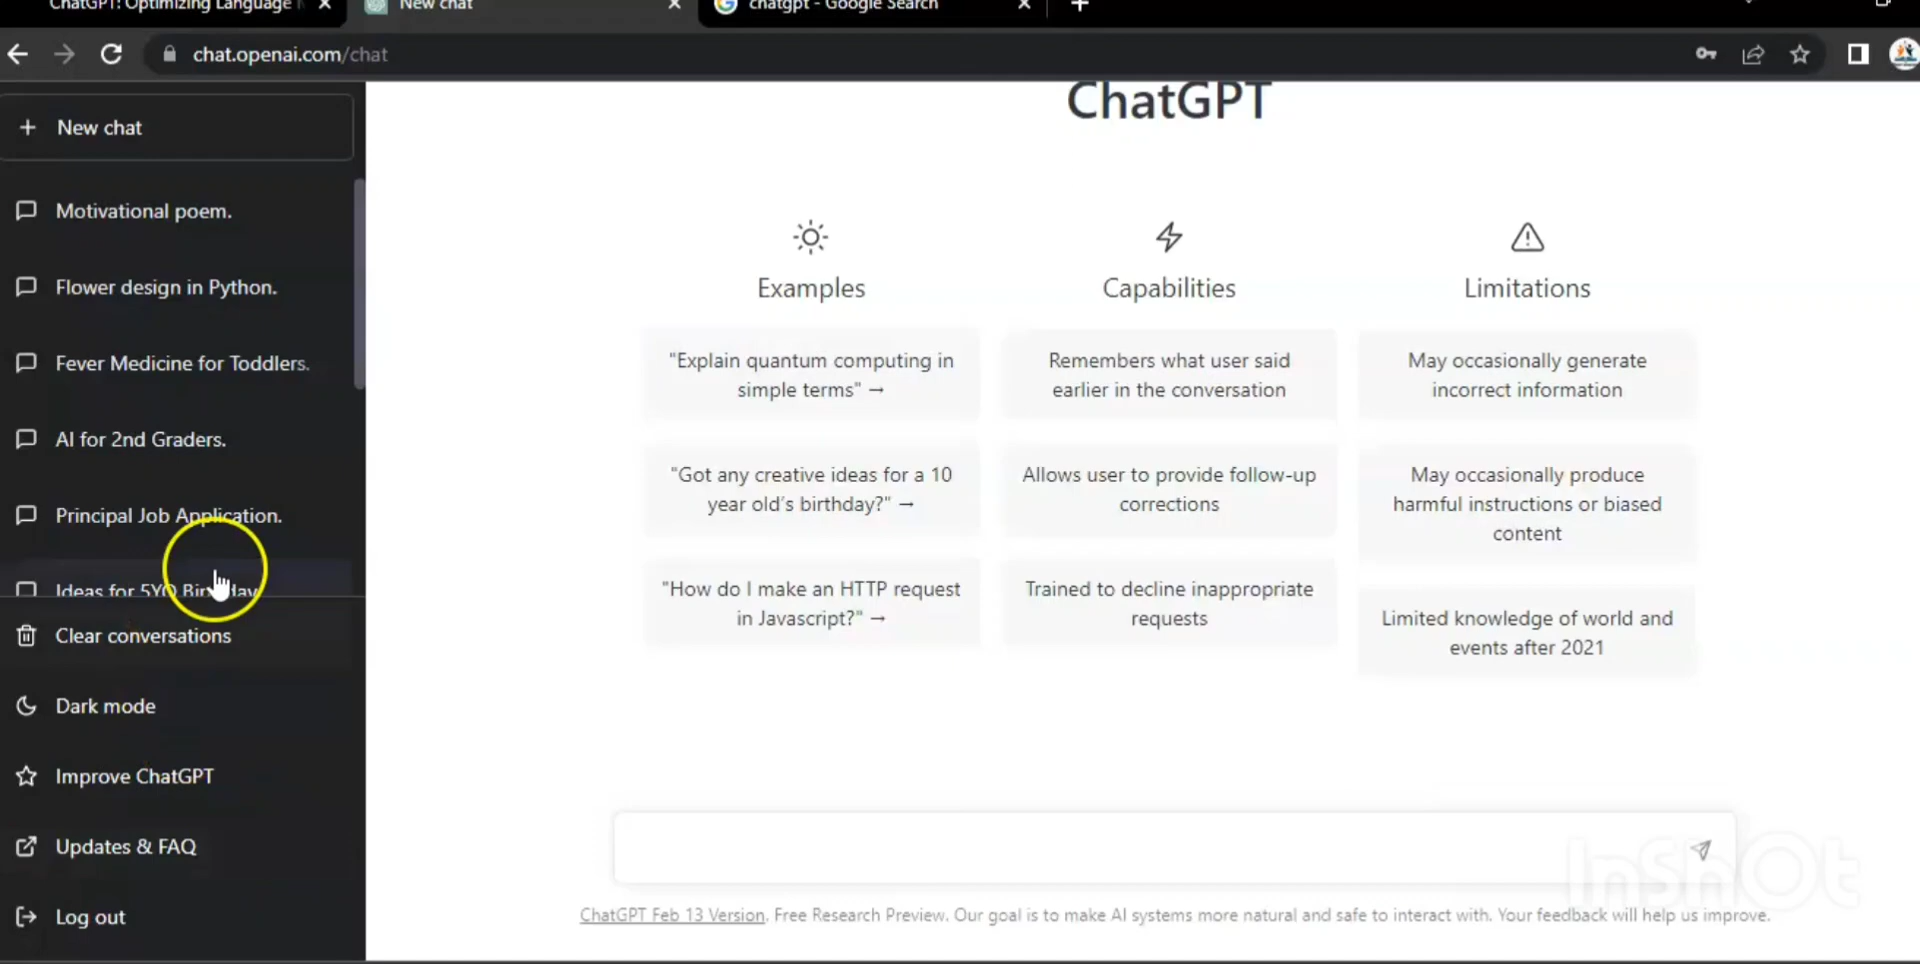 ChatGPT: Optimizing Language
New chat
chatgpt - Google Search
chat.openai.com/chat
New chat
Motivational poem.
Flower design in Python.
Fever Medicine for Toddlers.
AI for 2nd Graders.
Principal Job Application.
Ideas for 5YO Birthday
Clear conversations
Dark mode
Improve ChatGPT
Updates & FAQ
Log out
ChatGPT
Examples
"Explain quantum computing in
simple terms" →
"Got any creative ideas for a 10
year old's birthday?" →
"How do I make an HTTP request
in Javascript?" →
Capabilities
Remembers what user said
earlier in the conversation
Allows user to provide follow-up
corrections
Trained to decline inappropriate
requests
Limitations
May occasionally generate
incorrect information
May occasionally produce
harmful instructions or biased
content
Limited knowledge of world and
events after 2021
InShOt
ChatGPT Feb 13 Version. Free Research Preview. Our goal is to make AI systems more natural and safe to interact with. Your feedback will help us improve.